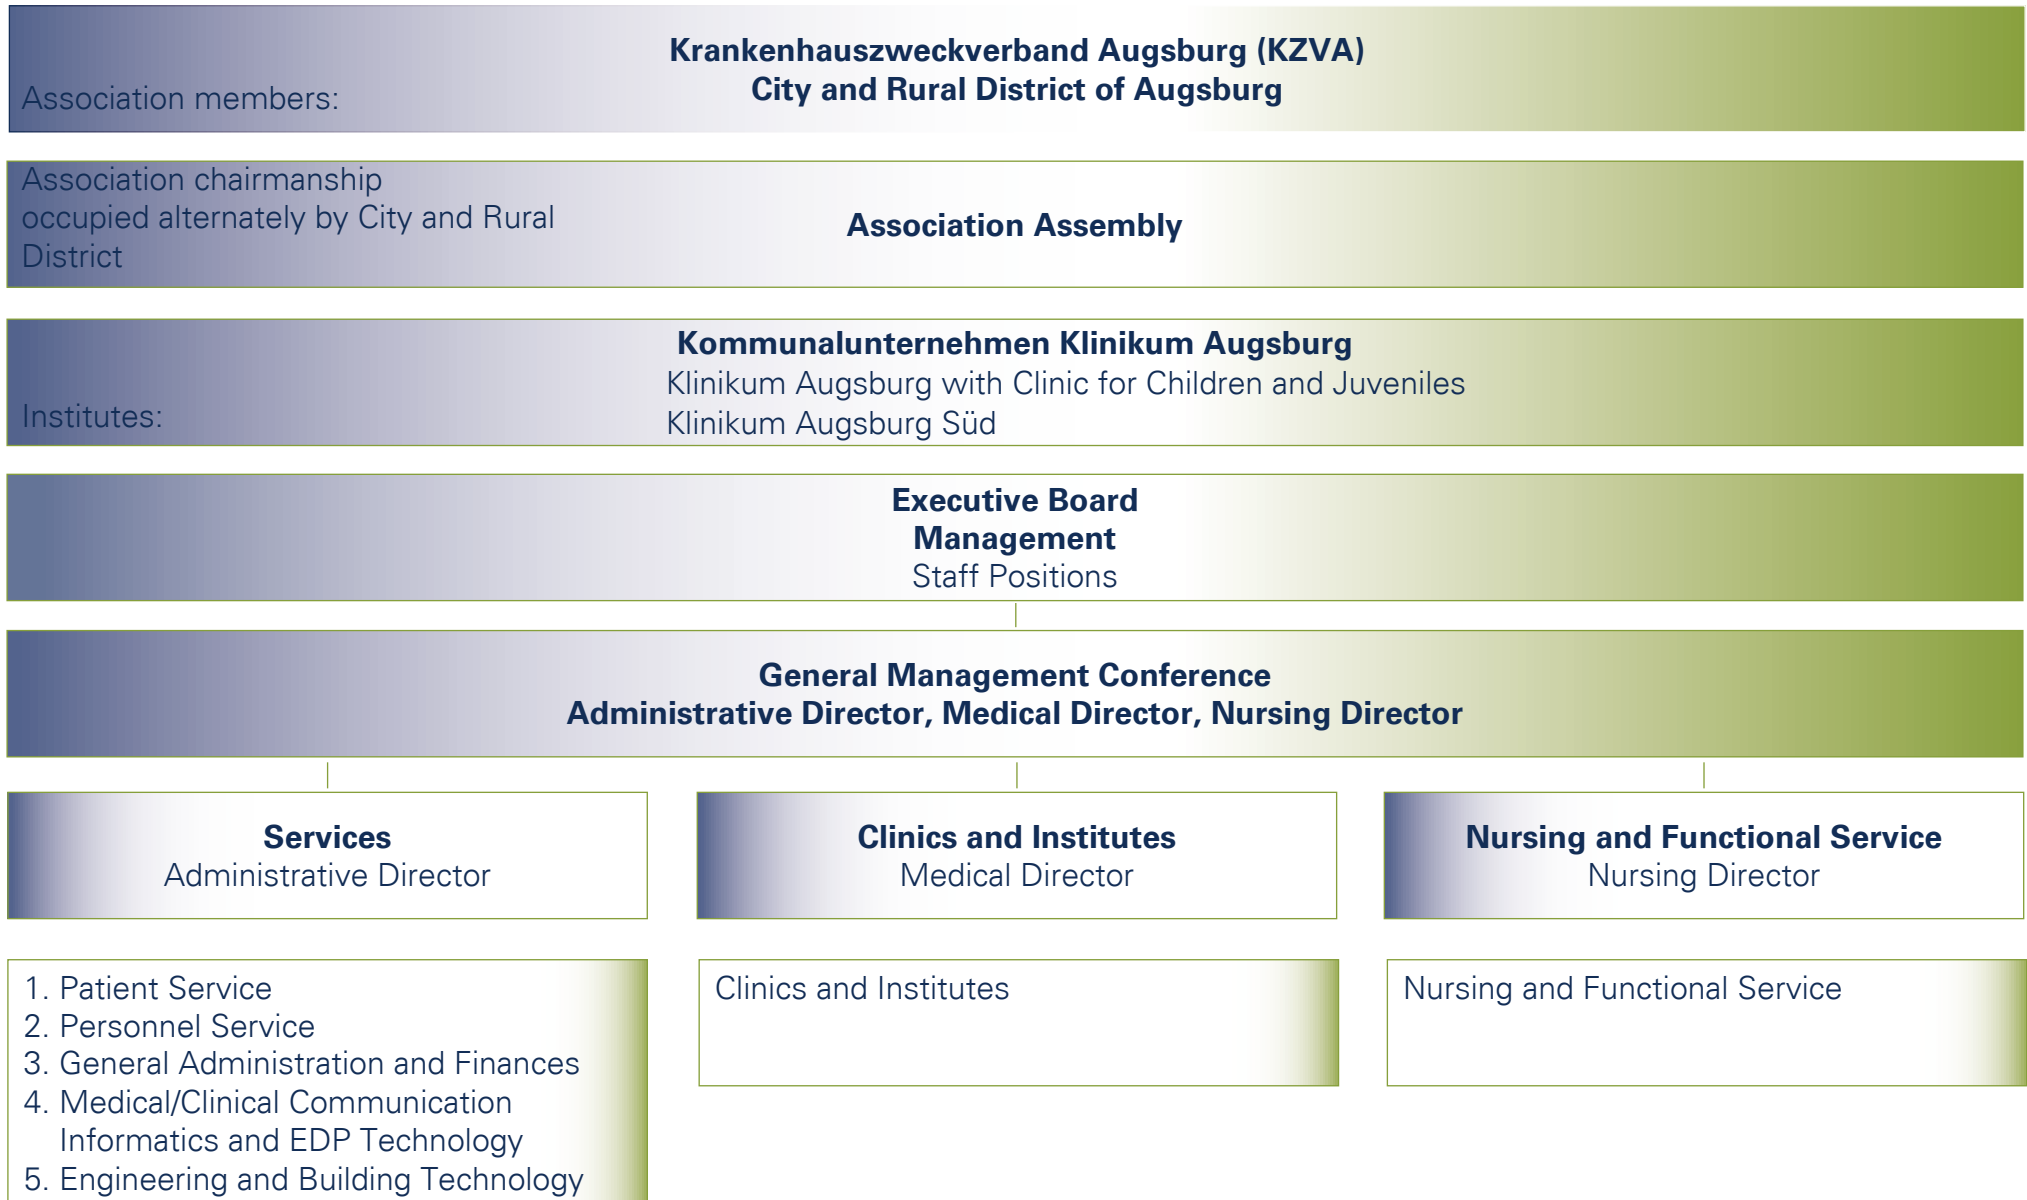 Krankenhauszweckverband Augsburg (KZVA)
Association members:
City and Rural District of Augsburg
Association chairmanship
occupied alternately by City and Rural
District
Association Assembly
Kommunalunternehmen Klinikum Augsburg
Klinikum Augsburg with Clinic for Children and Juveniles
Institutes:
Klinikum Augsburg Süd
Executive Board
Management
Staff Positions
General Management Conference
Administrative Director, Medical Director, Nursing Director
Services
Administrative Director
Clinics and Institutes
Medical Director
Nursing and Functional Service
Nursing Director
1. Patient Service
2. Personnel Service
3. General Administration and Finances
4. Medical/Clinical Communication
Informatics and EDP Technology
5. Engineering and Building Technology
Clinics and Institutes
Nursing and Functional Service